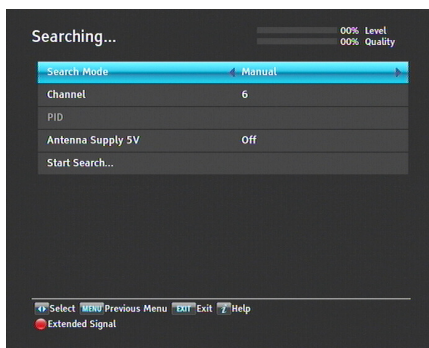 Searching...
00% Level
00% Quality
Search Mode Manual
Channel 6
PID
Antenna Supply 5V Off
Start Search...
Select MENU Previous Menu EXIT Exit i Help
Extended Signal